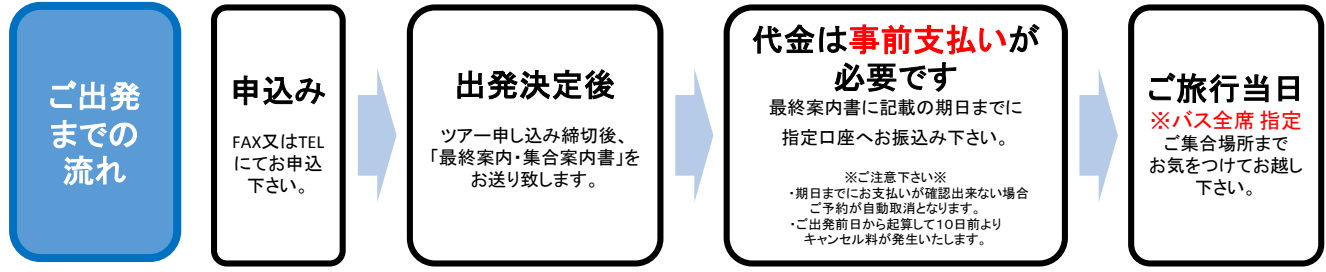 ご出発
までの
流れ
申込み
FAX又はTEL
にてお申込
下さい。
出発決定後
ツアー申し込み締切後、
「最終案内・集合案内書」を
お送り致します。
代金は事前支払いが
必要です
最終案内書に記載の期日までに
指定口座へお振込み下さい。
※ご注意下さい※
・期日までにお支払いが確認出来ない場合
ご予約が自動取消となります。
・ご出発前日から起算して10日前より
キャンセル料が発生いたします。
ご旅行当日
※バス全席 指定
ご集合場所まで
お気をつけてお越し
下さい。